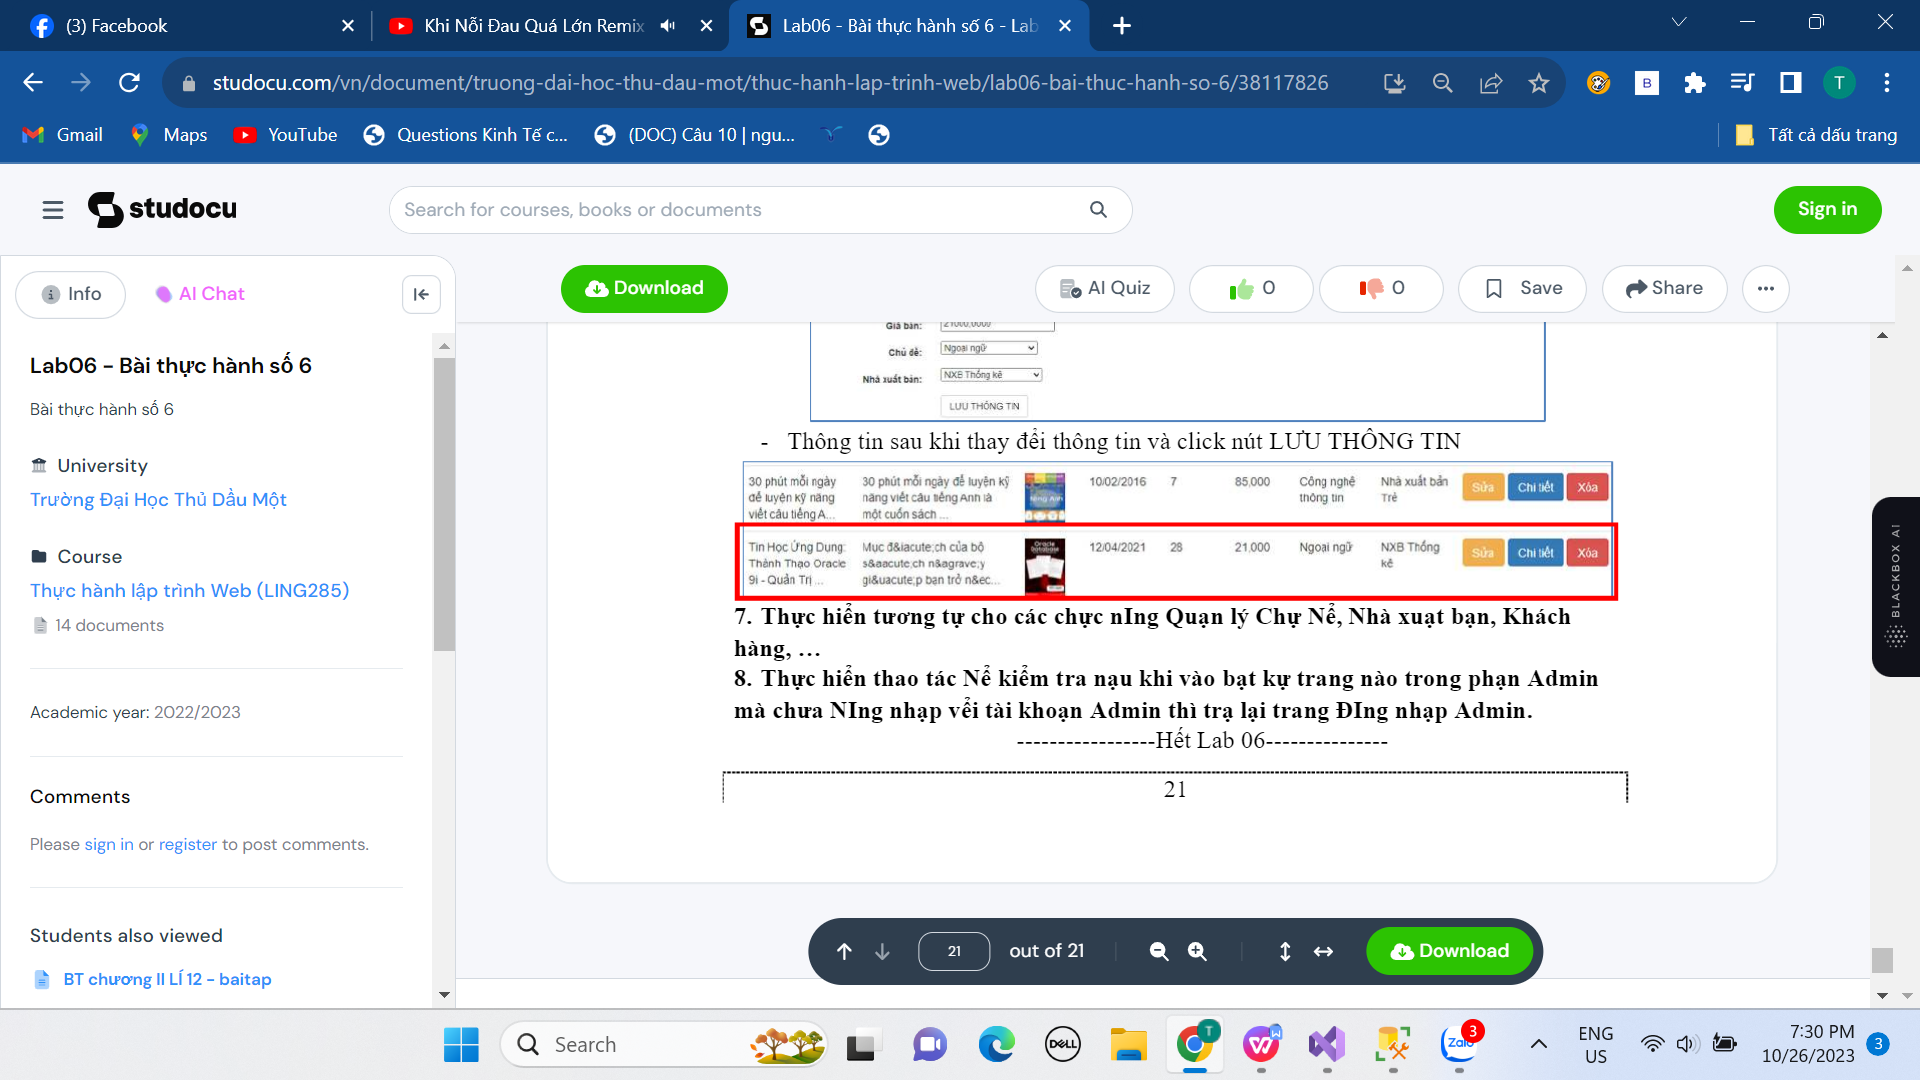 (3) Facebook
Khi Nỗi Đau Quá Lớn Remix
Lab06 - Bài thực hành số 6 - Lab
studocu.com/vn/document/truong-dai-hoc-thu-dau-mot/thuc-hanh-lap-trinh-web/lab06-bai-thuc-hanh-so-6/38117826
B
T
Gmail
Maps
YouTube
Questions Kinh Tế c...
(DOC) Câu 10 | ngu...
Tất cả dấu trang
studocu
Search for courses, books or documents
Sign in
Info
AI Chat
Download
AI Quiz
0
0
Save
Share
Lab06 - Bài thực hành số 6
Bài thực hành số 6
University
Trường Đại Học Thủ Dầu Một
Course
Thực hành lập trình Web (LING285)
14 documents
Academic year: 2022/2023
Comments
Please sign in or register to post comments.
Students also viewed
BT chương II LÍ 12 - baitap
Giá bán: 21000,0000
Chủ đề: Ngoại ngữ
Nhà xuất bản: NXB Thống kê
LƯU THÔNG TIN
- Thông tin sau khi thay đểi thông tin và click nút LƯU THÔNG TIN
30 phút mỗi ngày để luyện kỹ năng viết câu tiếng A...
30 phút mỗi ngày để luyện kỹ năng viết câu tiếng Anh là một cuốn sách ...
10/02/2016
7
85,000
Công nghệ thông tin
Nhà xuất bản Trẻ
Sửa
Chi tiết
Xóa
Tin Học Ứng Dụng: Thành Thạo Oracle 9i - Quản Trị ...
Mục đ&iacute;ch của bộ s&aacute;ch n&agrave;y gi&uacute;p bạn trở n&ec...
Oracle Database
12/04/2021
28
21,000
Ngoại ngữ
NXB Thống kê
Sửa
Chi tiết
Xóa
7. Thực hiển tương tự cho các chực nIng Quạn lý Chự Nể, Nhà xuạt bạn, Khách
hàng, …
8. Thực hiển thao tác Nể kiểm tra nạu khi vào bạt kự trang nào trong phạn Admin
mà chưa NIng nhạp vểi tài khoạn Admin thì trạ lại trang ĐIng nhạp Admin.
-----------------Hết Lab 06---------------
21
BLACKBOX AI
21
out of 21
Download
Search
DELL
T
Zalo
3
ENG
US
7:30 PM
10/26/2023
3